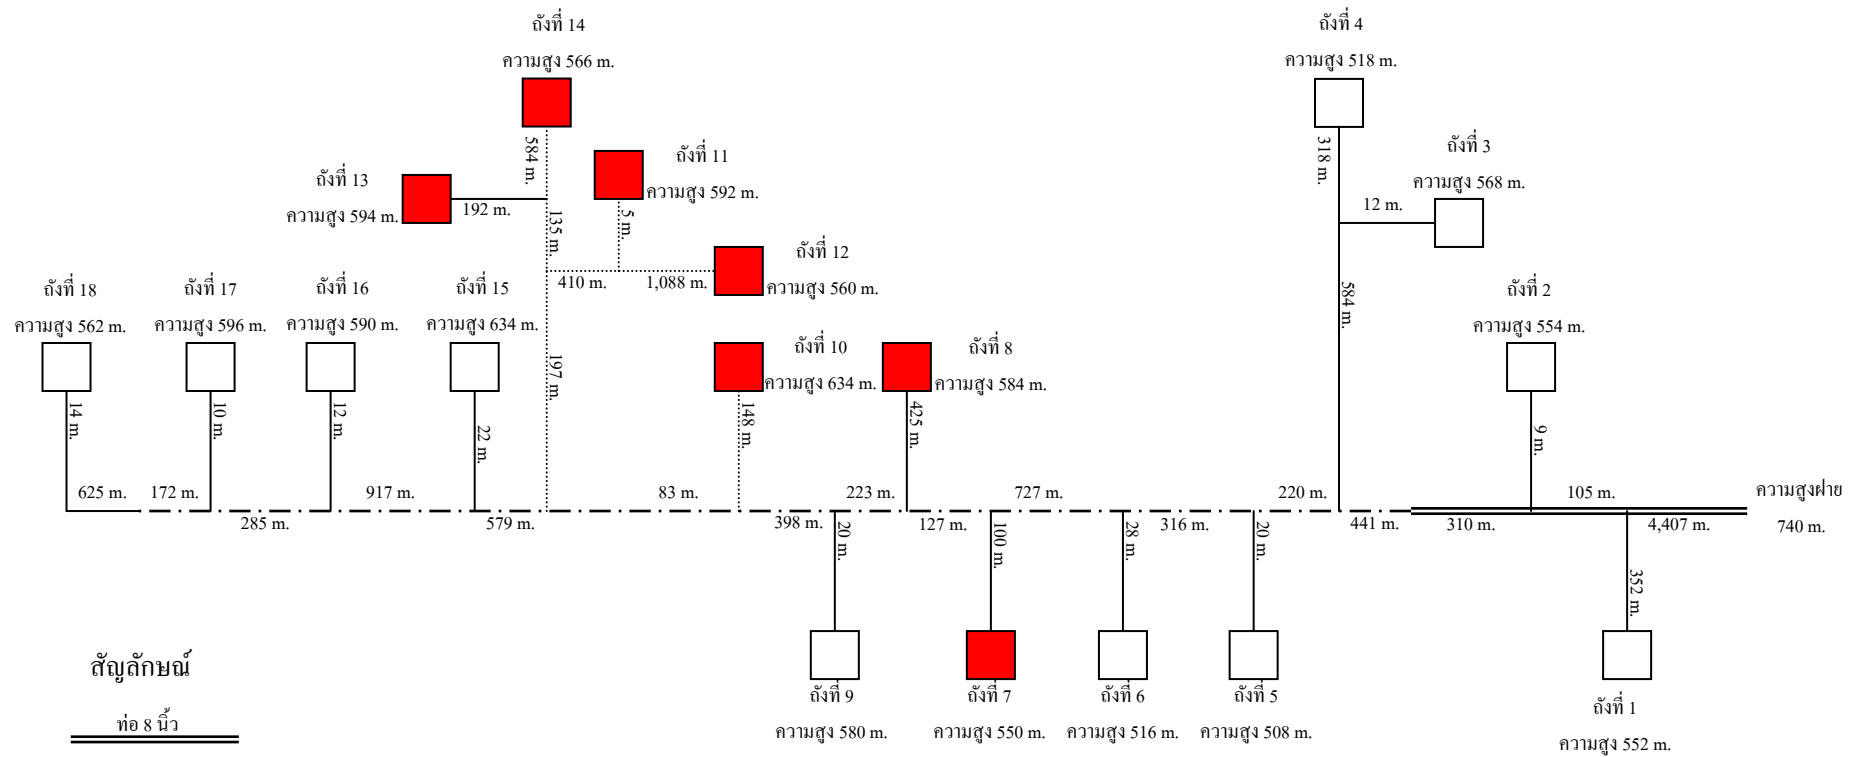 ถังที่ 14
ความสูง 566 m.
584 m.
ถังที่ 11
ความสูง 592 m.
5 m.
ถังที่ 13
ความสูง 594 m.
192 m.
135 m.
ถังที่ 12
ความสูง 560 m.
410 m.
1,088 m.
197 m.
ถังที่ 4
ความสูง 518 m.
318 m.
ถังที่ 3
ความสูง 568 m.
12 m.
584 m.
ถังที่ 2
ความสูง 554 m.
9 m.
ถังที่ 18
ความสูง 562 m.
14 m.
ถังที่ 17
ความสูง 596 m.
10 m.
ถังที่ 16
ความสูง 590 m.
12 m.
ถังที่ 15
ความสูง 634 m.
22 m.
ถังที่ 10
ความสูง 634 m.
148 m.
ถังที่ 8
ความสูง 584 m.
425 m.
625 m.
172 m.
917 m.
83 m.
223 m.
727 m.
220 m.
105 m.
ความสูงฝาย
740 m.
285 m.
579 m.
398 m.
127 m.
316 m.
441 m.
310 m.
4,407 m.
20 m.
100 m.
28 m.
20 m.
352 m.
ถังที่ 9
ความสูง 580 m.
ถังที่ 7
ความสูง 550 m.
ถังที่ 6
ความสูง 516 m.
ถังที่ 5
ความสูง 508 m.
ถังที่ 1
ความสูง 552 m.
สัญลักษณ์
ท่อ 8 นิ้ว